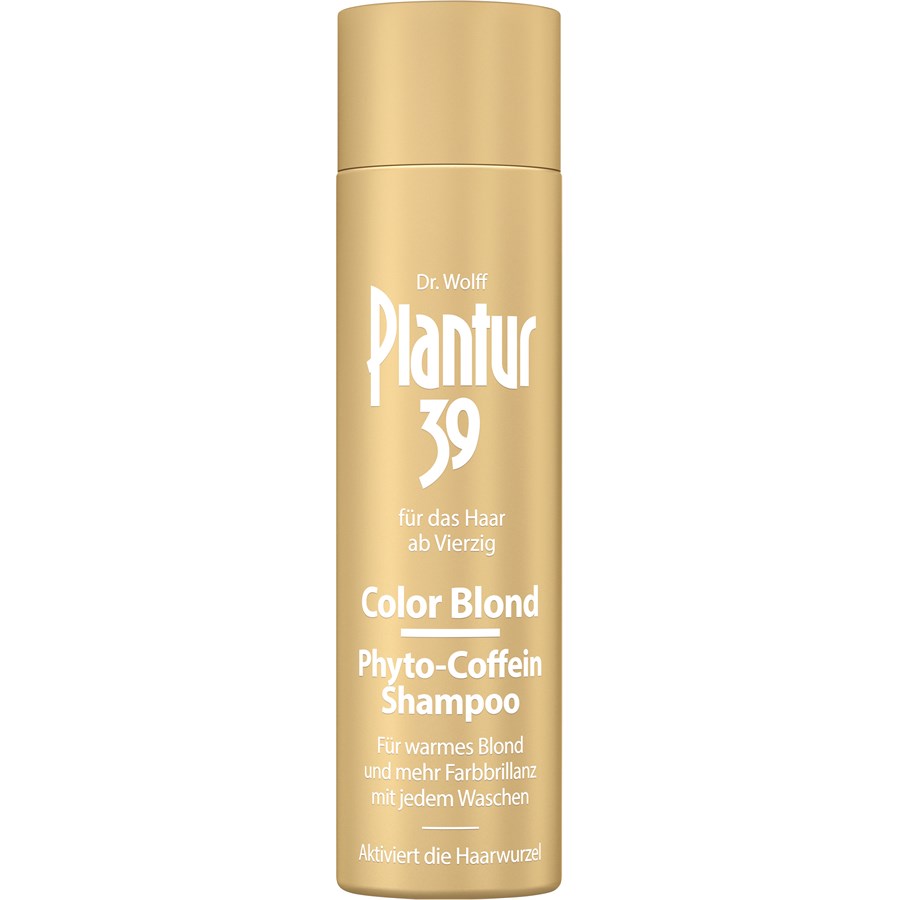 Dr. Wolff
Plantur
39
für das Haar
ab Vierzig
Color Blond
Phyto-Coffein
Shampoo
Für warmes Blond
und mehr Farbbrillanz
mit jedem Waschen
Aktiviert die Haarwurzel